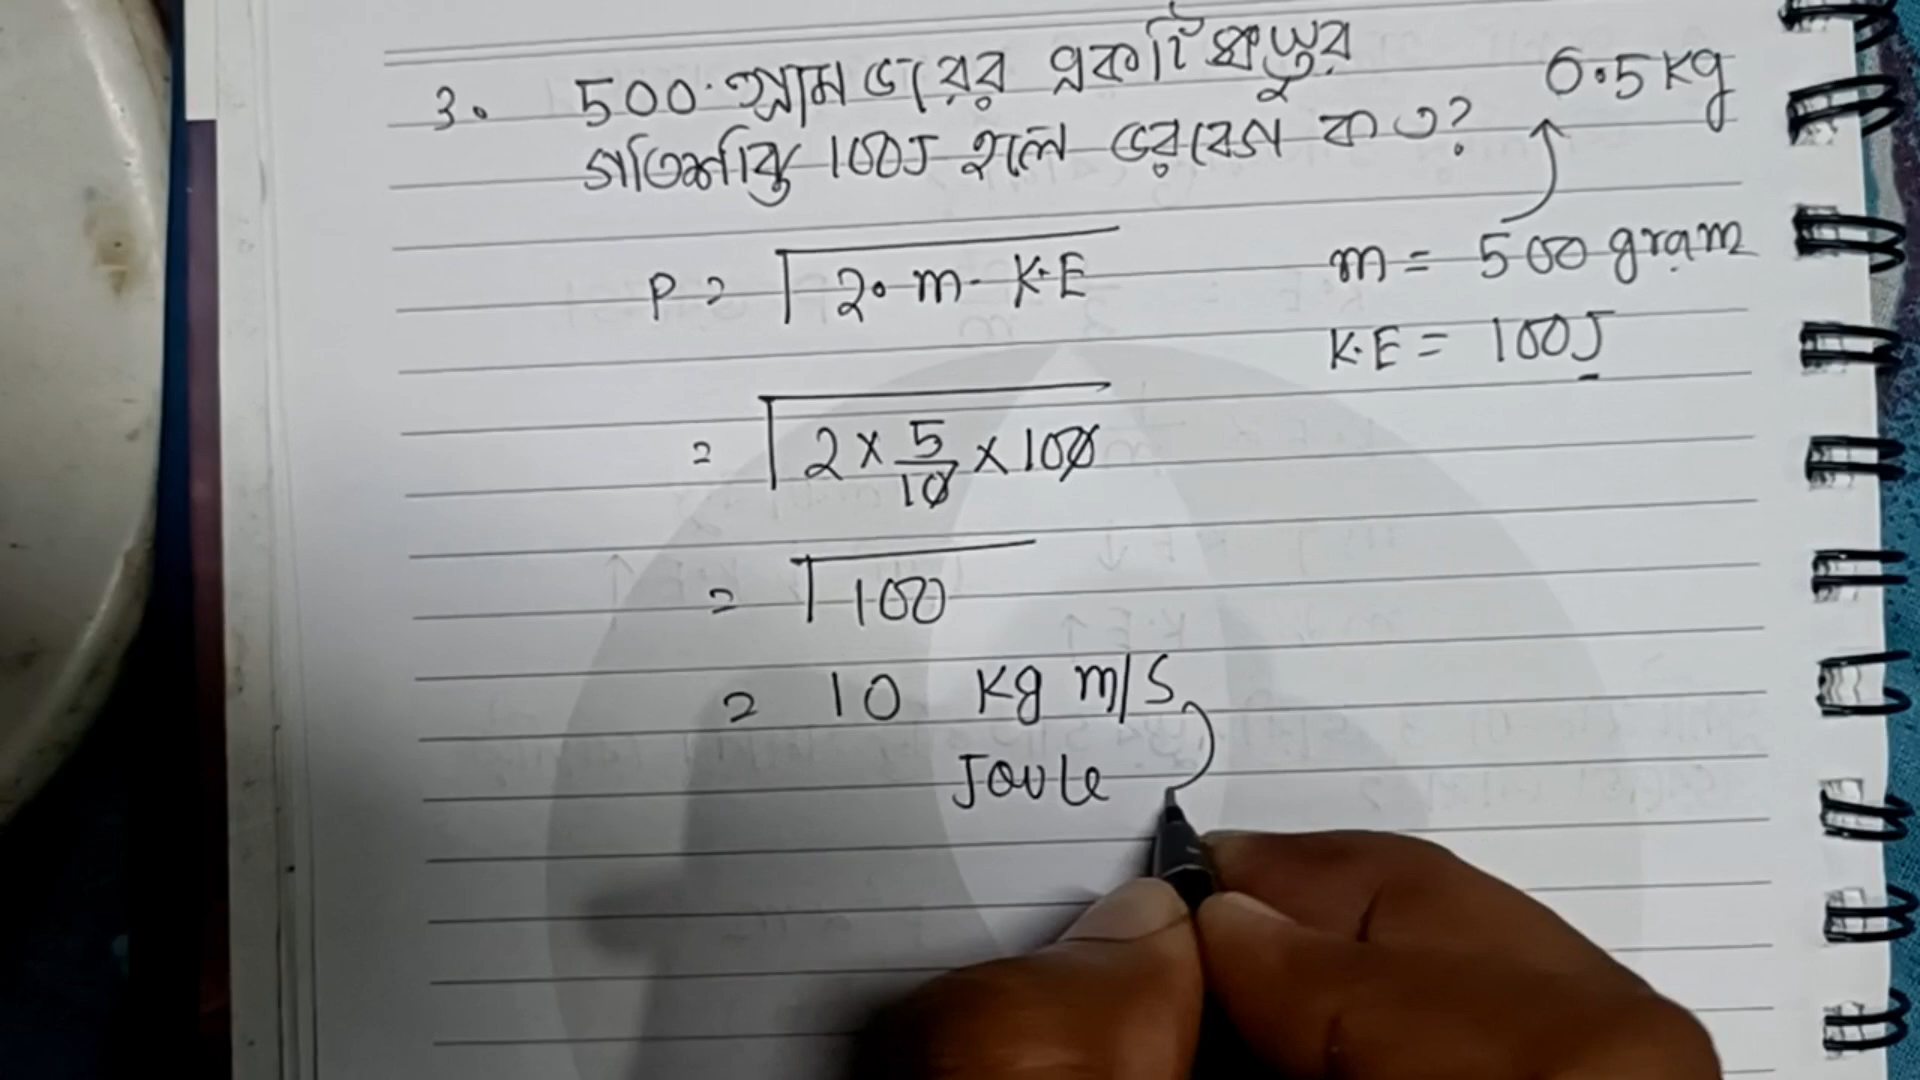 3. 500 গ্রাম ভরের একটি বস্তুর
গতিশক্তি 100J হলে ভরবেগ কত?
0.5 kg
P = √2·m·K·E
m = 500 gram
K·E = 100J
= √2 × 5/10 × 100
= √100
= 10 kg m/s
Joule